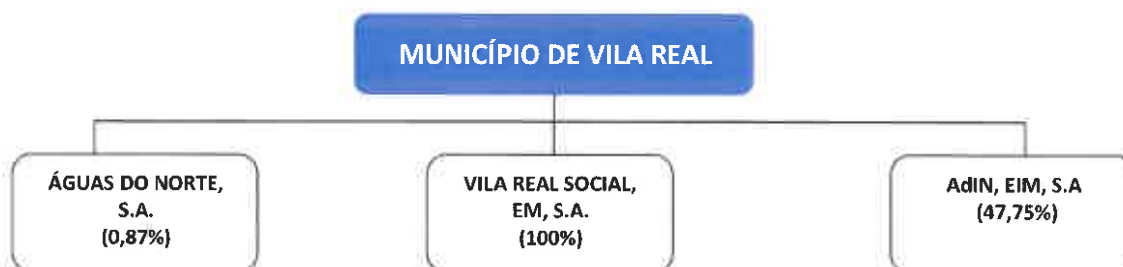 MUNICÍPIO DE VILA REAL
ÁGUAS DO NORTE,
S.A.
(0,87%)
VILA REAL SOCIAL,
EM, S.A.
(100%)
AdIN, EIM, S.A
(47,75%)